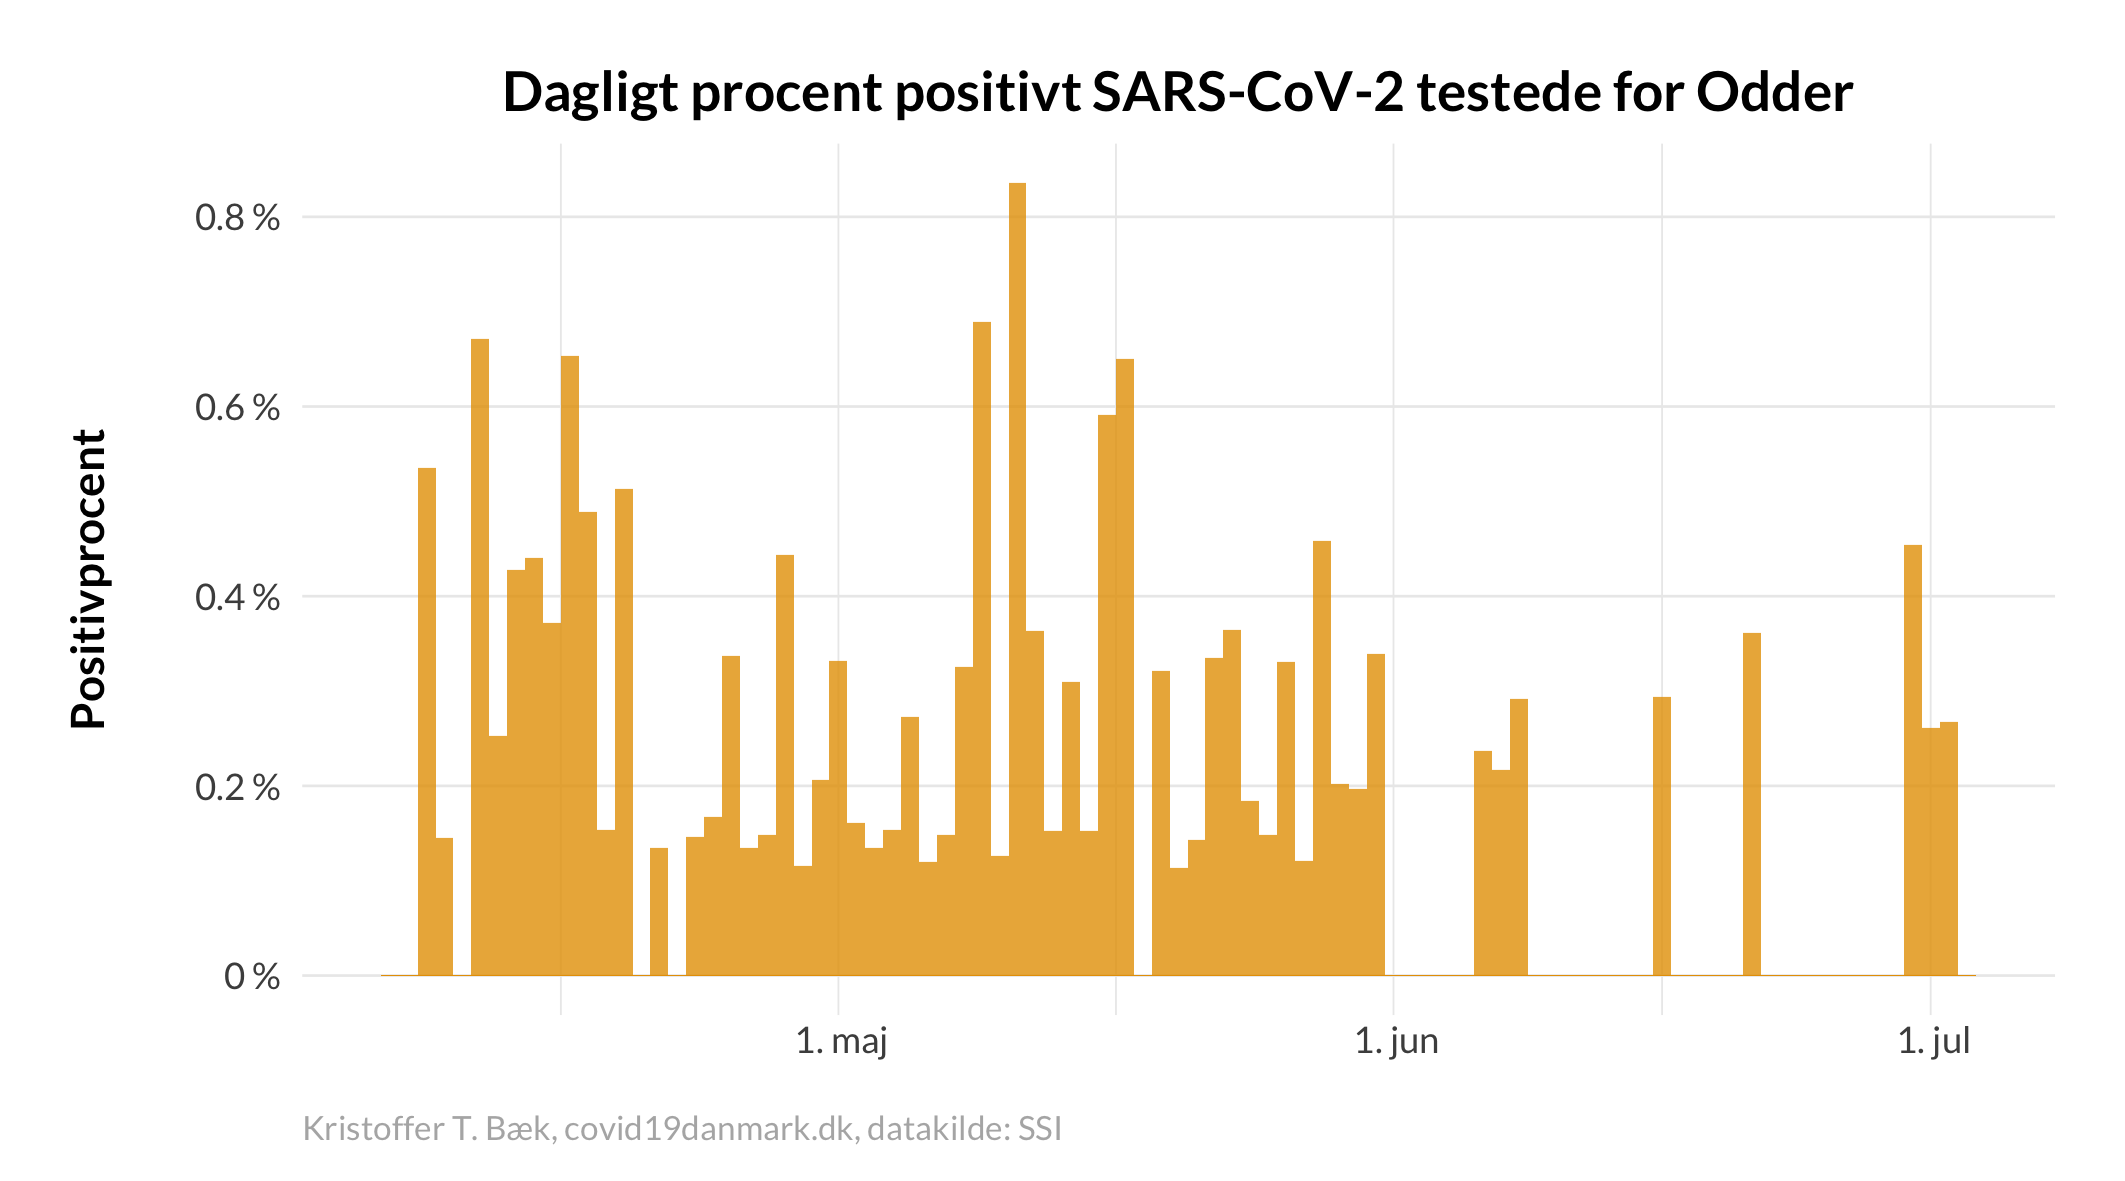 Dagligt procent positivt SARS-CoV-2 testede for Odder
Positivprocent
0.8 %
0.6 %
0.4 %
0.2 %
0 %
1. maj
1. jun
1. jul
Kristoffer T. Bæk, covid19danmark.dk, datakilde: SSI